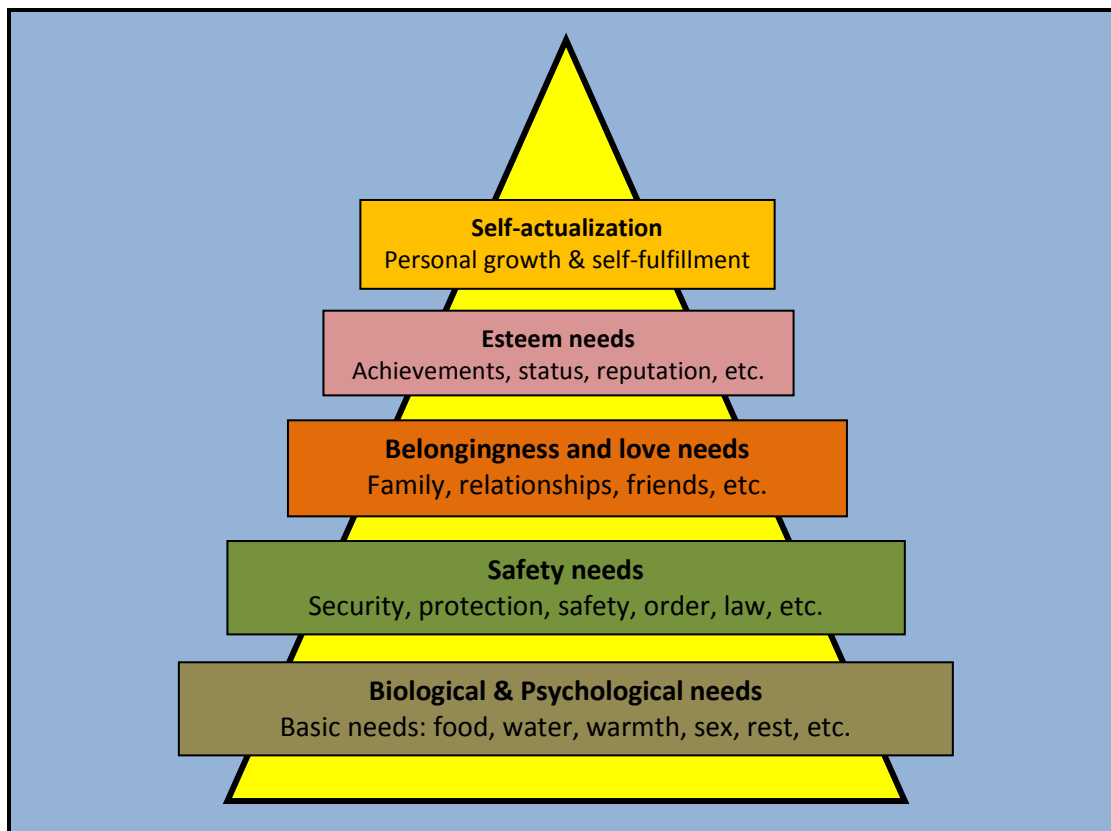 Self-actualization
Personal growth & self-fulfillment
Esteem needs
Achievements, status, reputation, etc.
Belongingness and love needs
Family, relationships, friends, etc.
Safety needs
Security, protection, safety, order, law, etc.
Biological & Psychological needs
Basic needs: food, water, warmth, sex, rest, etc.